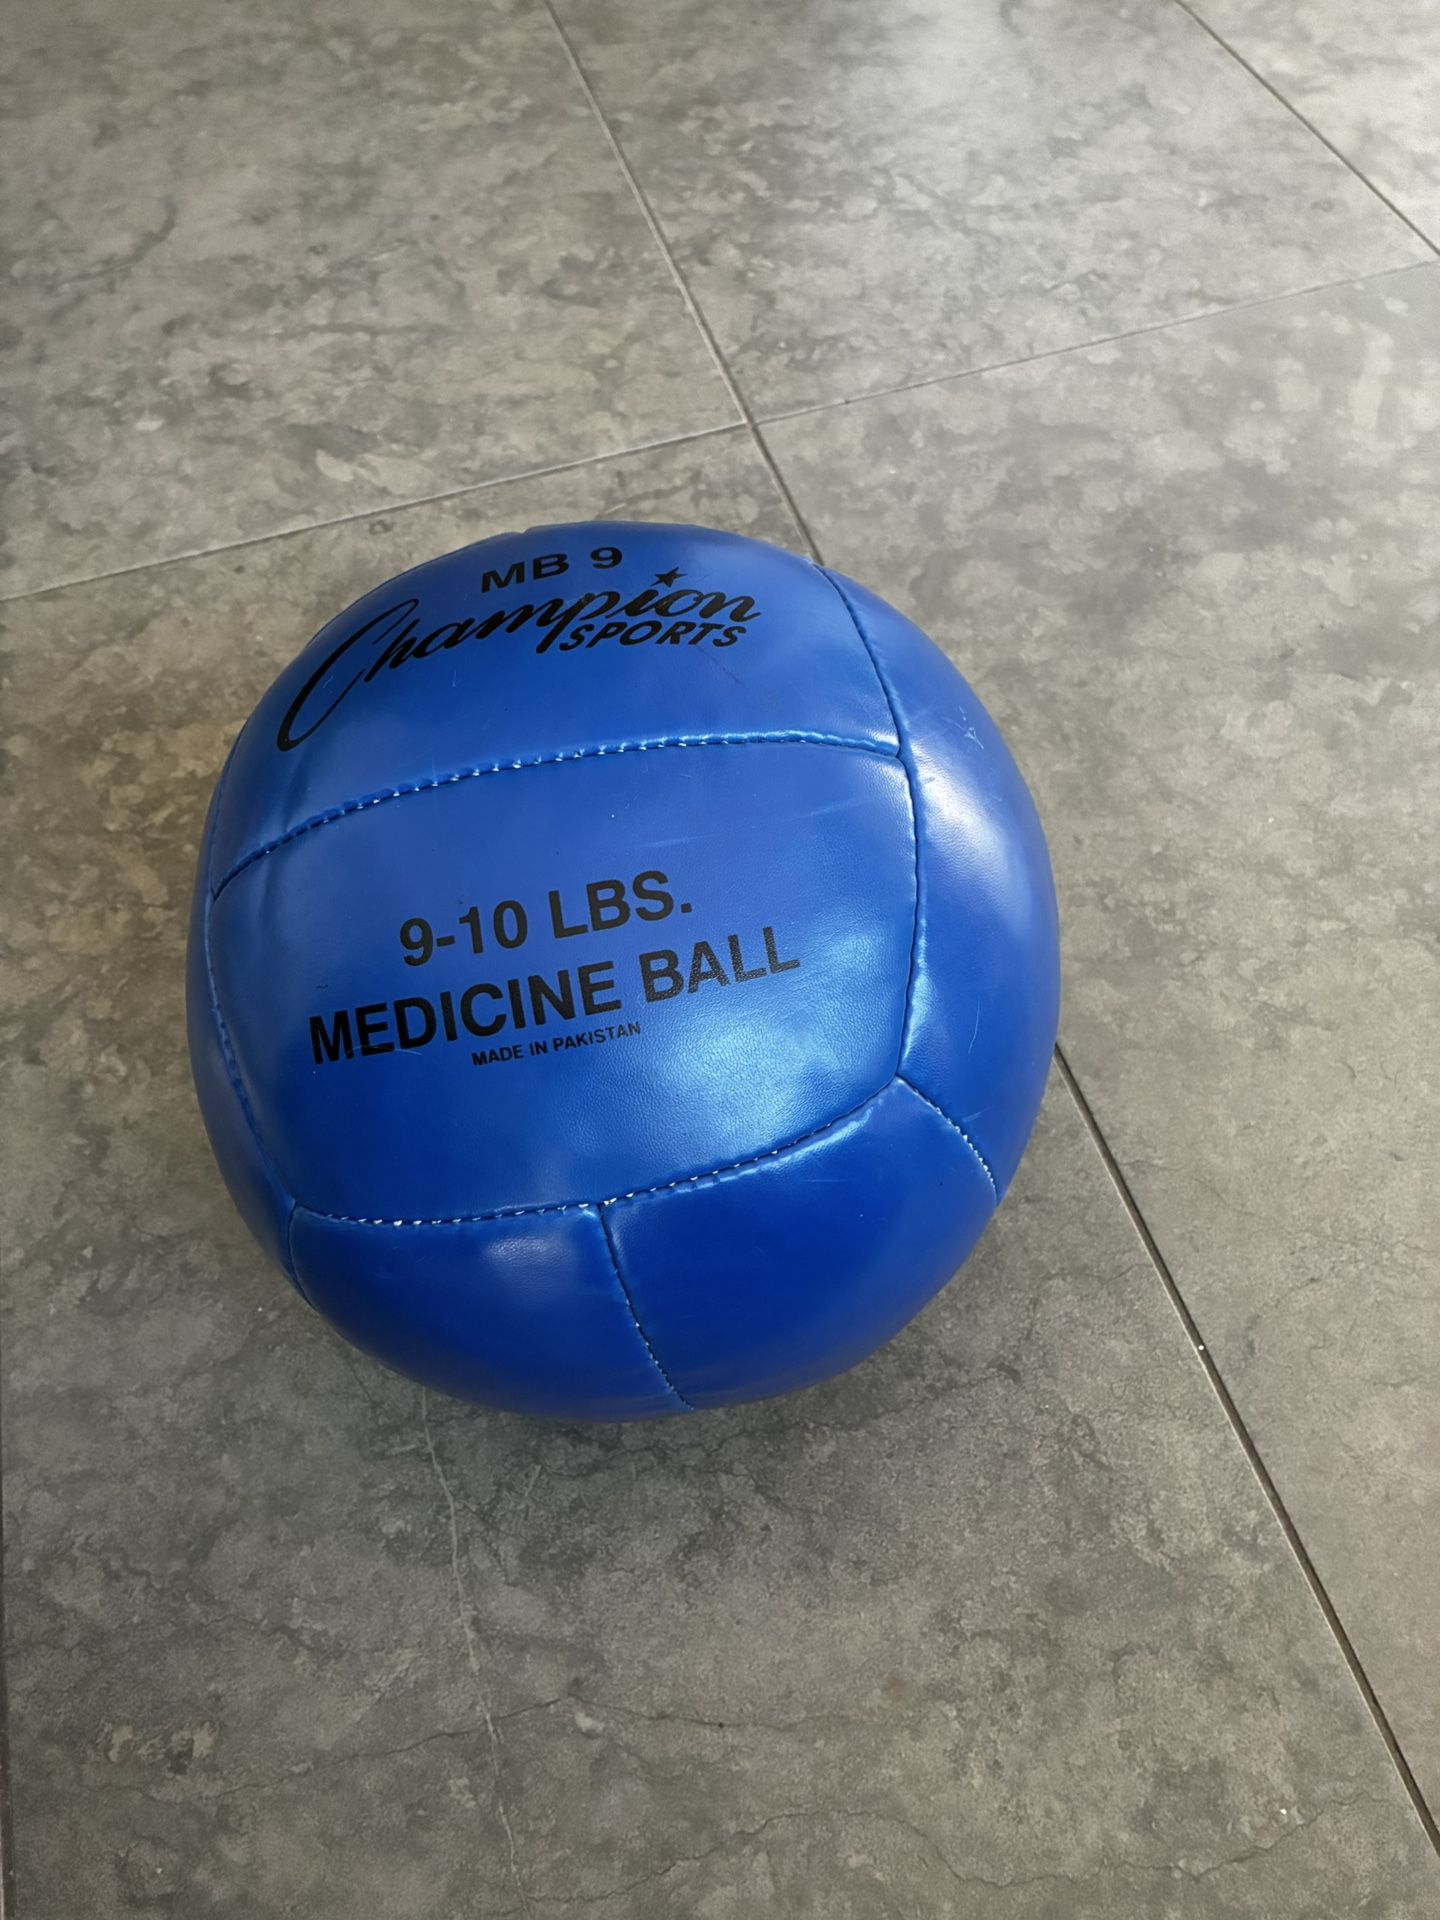 MB 9
Champion
SPORTS
9-10 LBS.
MEDICINE BALL
MADE IN PAKISTAN